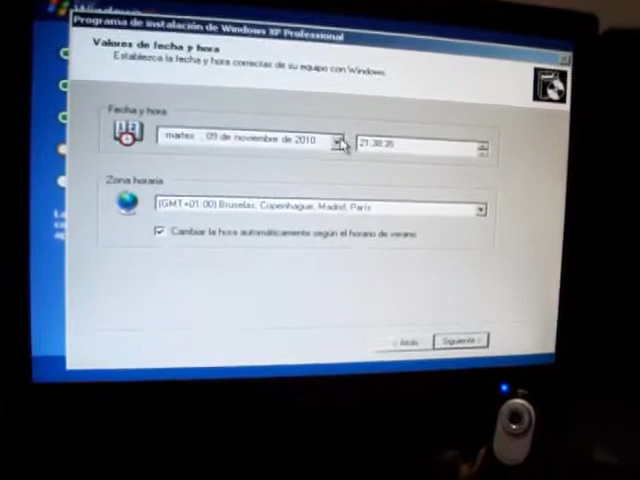 Windows
Programa de instalación de Windows XP Professional
Valores de fecha y hora
Establezca la fecha y hora correctas de su equipo con Windows.
Fecha y hora
martes , 09 de noviembre de 2010
21:38:35
Zona horaria
(GMT+01:00) Bruselas, Copenhague, Madrid, París
Cambiar la hora automáticamente según el horario de verano
< Atrás
Siguiente >